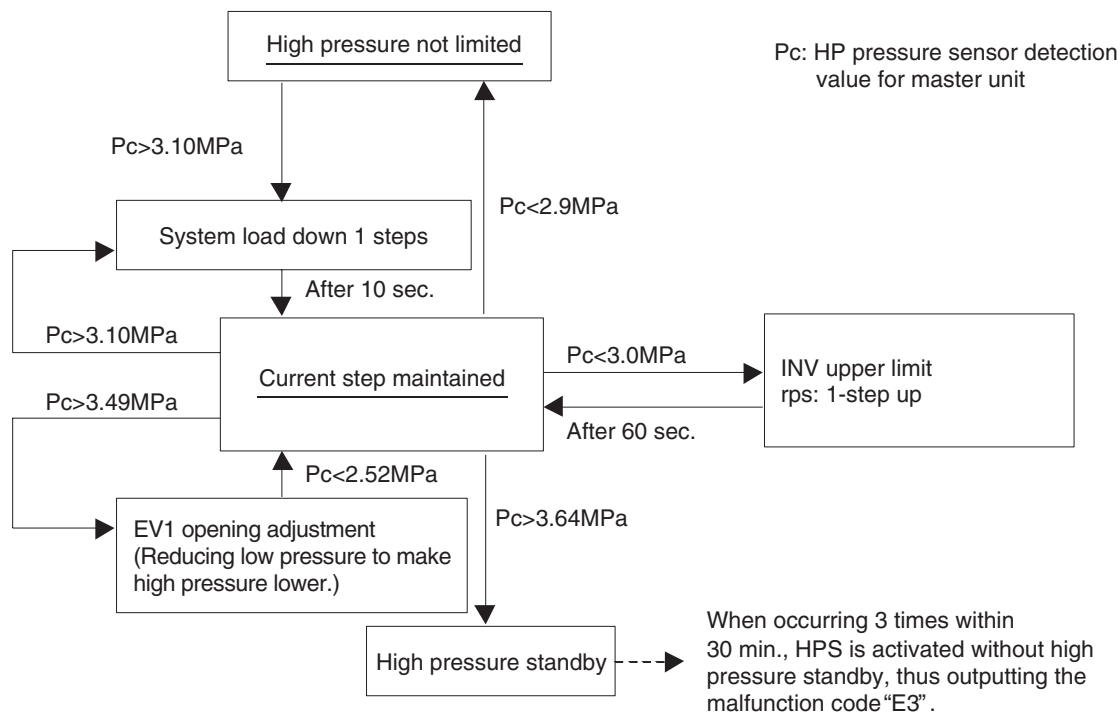 High pressure not limited
Pc: HP pressure sensor detection
value for master unit
Pc>3.10MPa
Pc<2.9MPa
System load down 1 steps
After 10 sec.
Pc>3.10MPa
Pc<3.0MPa
INV upper limit
rps: 1-step up
Current step maintained
Pc>3.49MPa
After 60 sec.
Pc<2.52MPa
Pc>3.64MPa
EV1 opening adjustment
(Reducing low pressure to make
high pressure lower.)
High pressure standby
When occurring 3 times within
30 min., HPS is activated without high
pressure standby, thus outputting the
malfunction code “E3”.